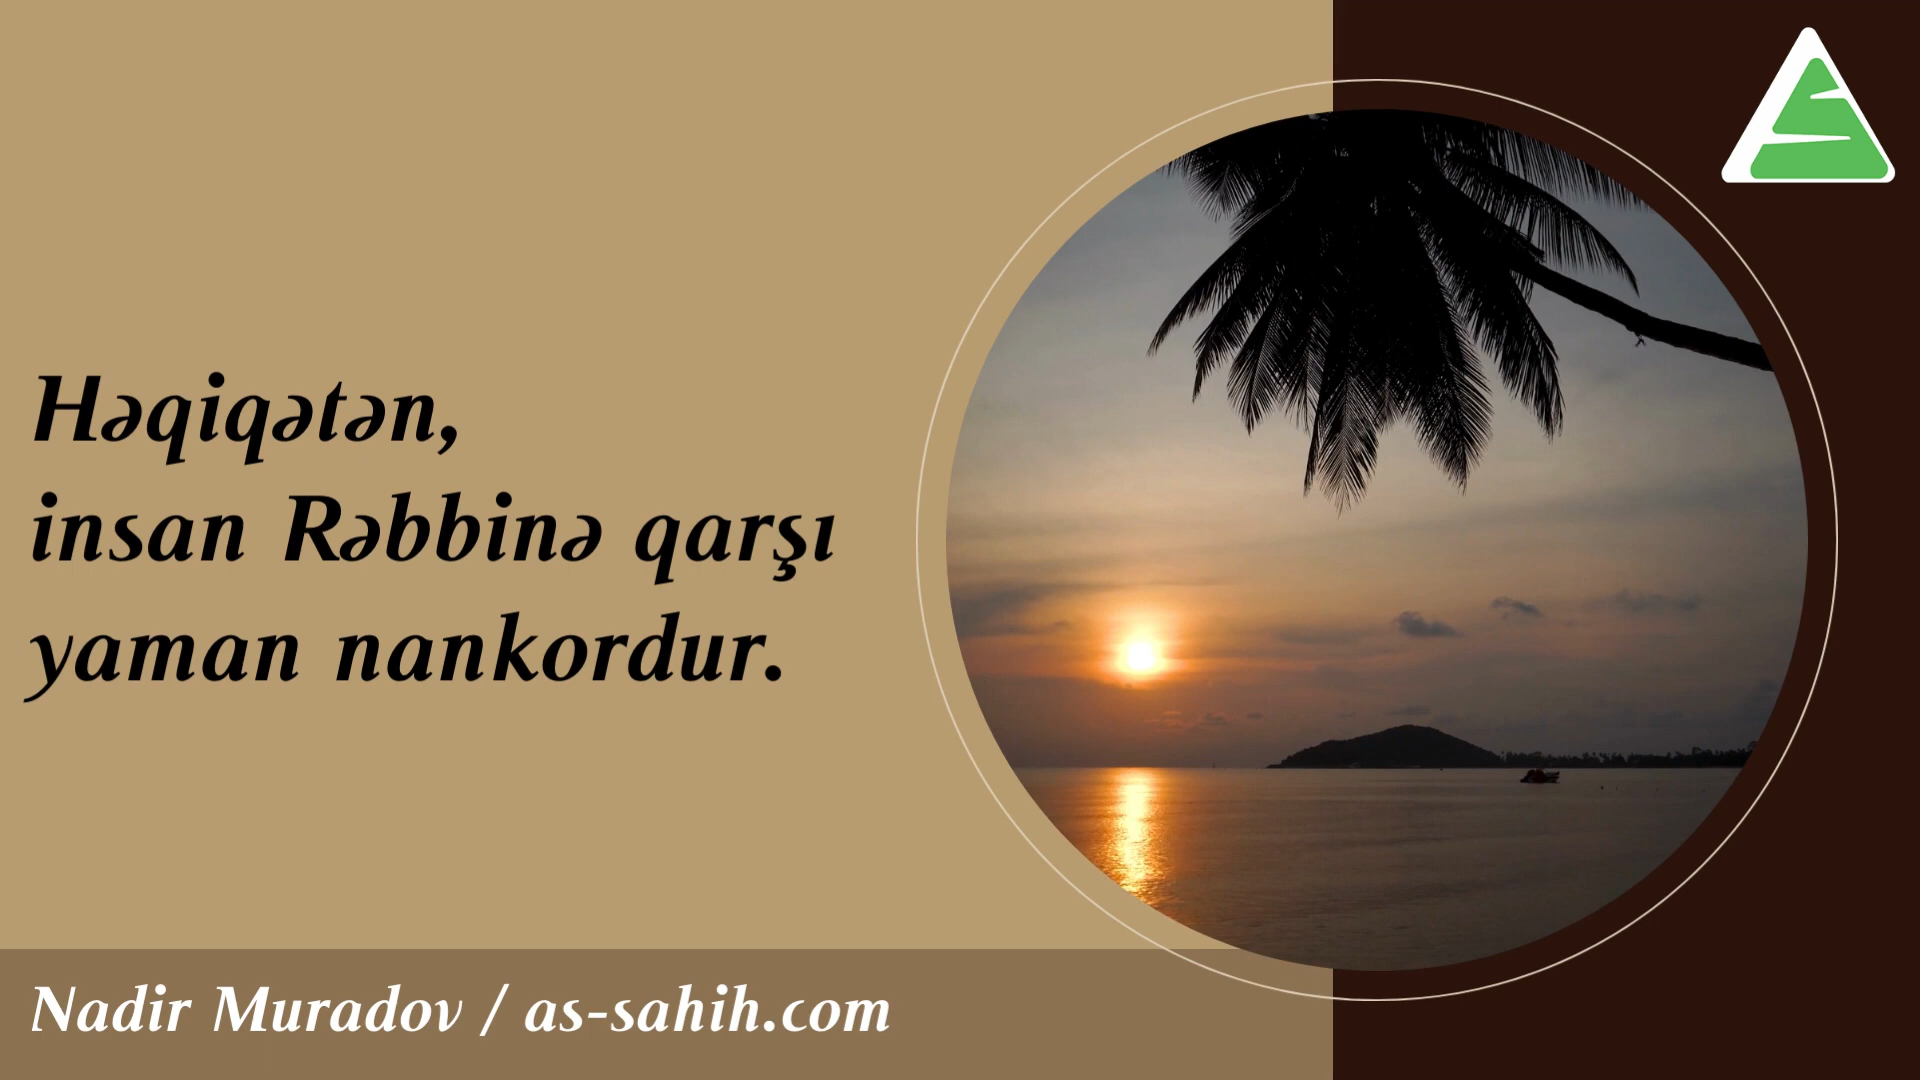 Həqiqətən,
insan Rəbbinə qarşı
yaman nankordur.
Nadir Muradov / as-sahih.com